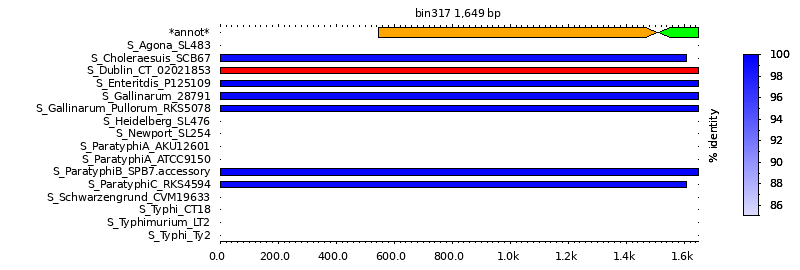 bin317 1,649 bp
*annot*
S_Agona_SL483
S_Choleraesuis_SCB67
S_Dublin_CT_02021853
S_Enteritdis_P125109
S_Gallinarum_28791
S_Gallinarum_Pullorum_RKS5078
S_Heidelberg_SL476
S_Newport_SL254
S_ParatyphiA_AKU12601
S_ParatyphiA_ATCC9150
S_ParatyphiB_SPB7.accessory
S_ParatyphiC_RKS4594
S_Schwarzengrund_CVM19633
S_Typhi_CT18
S_Typhimurium_LT2
S_Typhi_Ty2
0.0 200.0 400.0 600.0 800.0 1.0k 1.2k 1.4k 1.6k
% identity
100
98
96
94
92
90
88
86